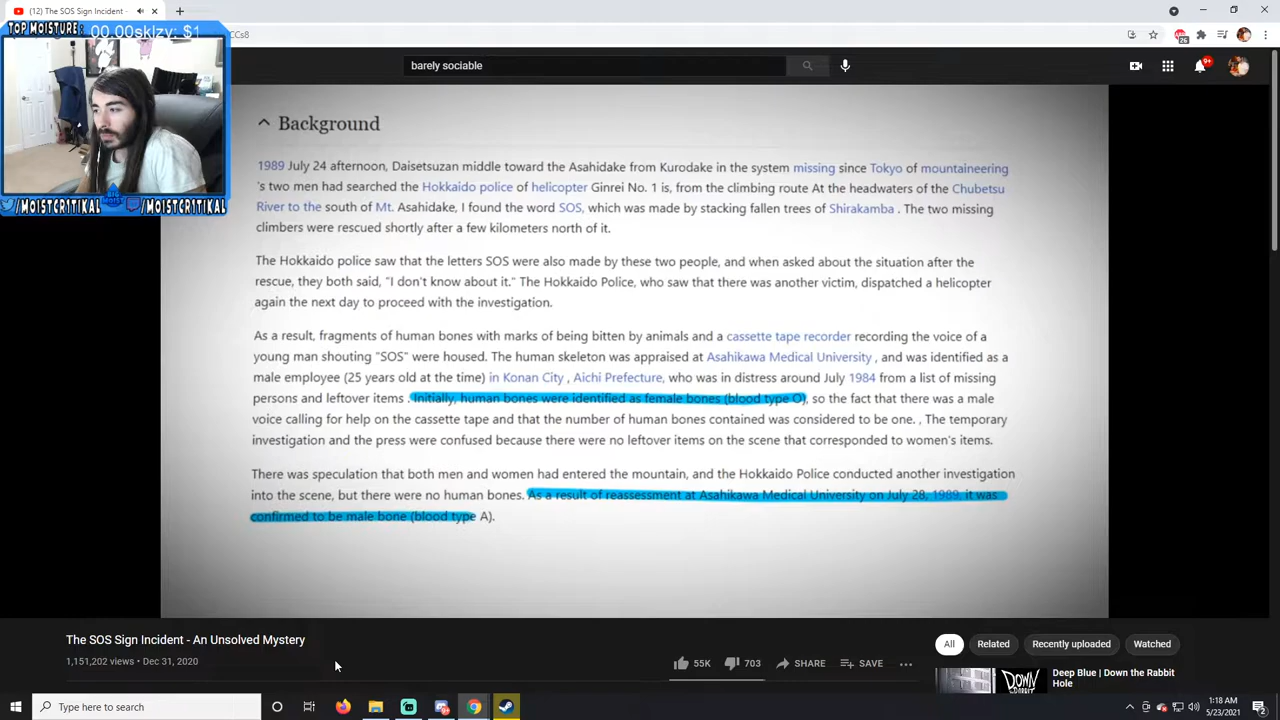 (12) The SOS Sign Incident -
TOP MOISTURE: 00.00sklzy: $1
CCs8
barely sociable
9+
26
/MOISTCR1TIKAL /MOISTCR1TIKAL
Background
1989 July 24 afternoon, Daisetsuzan middle toward the Asahidake from Kurodake in the system missing since Tokyo of mountaineering
's two men had searched the Hokkaido police of helicopter Ginrei No. 1 is, from the climbing route At the headwaters of the Chubetsu
River to the south of Mt. Asahidake, I found the word SOS, which was made by stacking fallen trees of Shirakamba . The two missing
climbers were rescued shortly after a few kilometers north of it.
The Hokkaido police saw that the letters SOS were also made by these two people, and when asked about the situation after the
rescue, they both said, "I don't know about it." The Hokkaido Police, who saw that there was another victim, dispatched a helicopter
again the next day to proceed with the investigation.
As a result, fragments of human bones with marks of being bitten by animals and a cassette tape recorder recording the voice of a
young man shouting "SOS" were housed. The human skeleton was appraised at Asahikawa Medical University , and was identified as a
male employee (25 years old at the time) in Konan City , Aichi Prefecture, who was in distress around July 1984 from a list of missing
persons and leftover items . Initially, human bones were identified as female bones (blood type O), so the fact that there was a male
voice calling for help on the cassette tape and that the number of human bones contained was considered to be one. , The temporary
investigation and the press were confused because there were no leftover items on the scene that corresponded to women's items.
There was speculation that both men and women had entered the mountain, and the Hokkaido Police conducted another investigation
into the scene, but there were no human bones. As a result of reassessment at Asahikawa Medical University on July 28, 1989, it was
confirmed to be male bone (blood type A).
The SOS Sign Incident - An Unsolved Mystery
1,151,202 views • Dec 31, 2020
55K 703 SHARE SAVE
All Related Recently uploaded Watched
DOWN
Deep Blue | Down the Rabbit
Hole
Type here to search
1:18 AM
5/23/2021
2